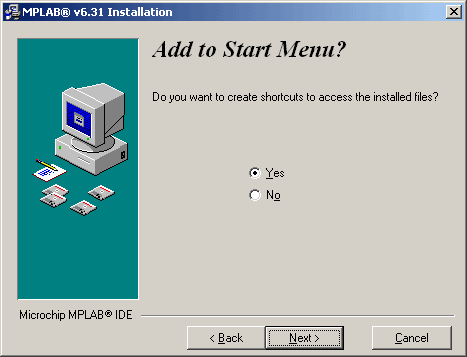 MPLAB® v6.31 Installation
Add to Start Menu?
Do you want to create shortcuts to access the installed files?
Yes
No
Microchip MPLAB® IDE
< Back
Next >
Cancel